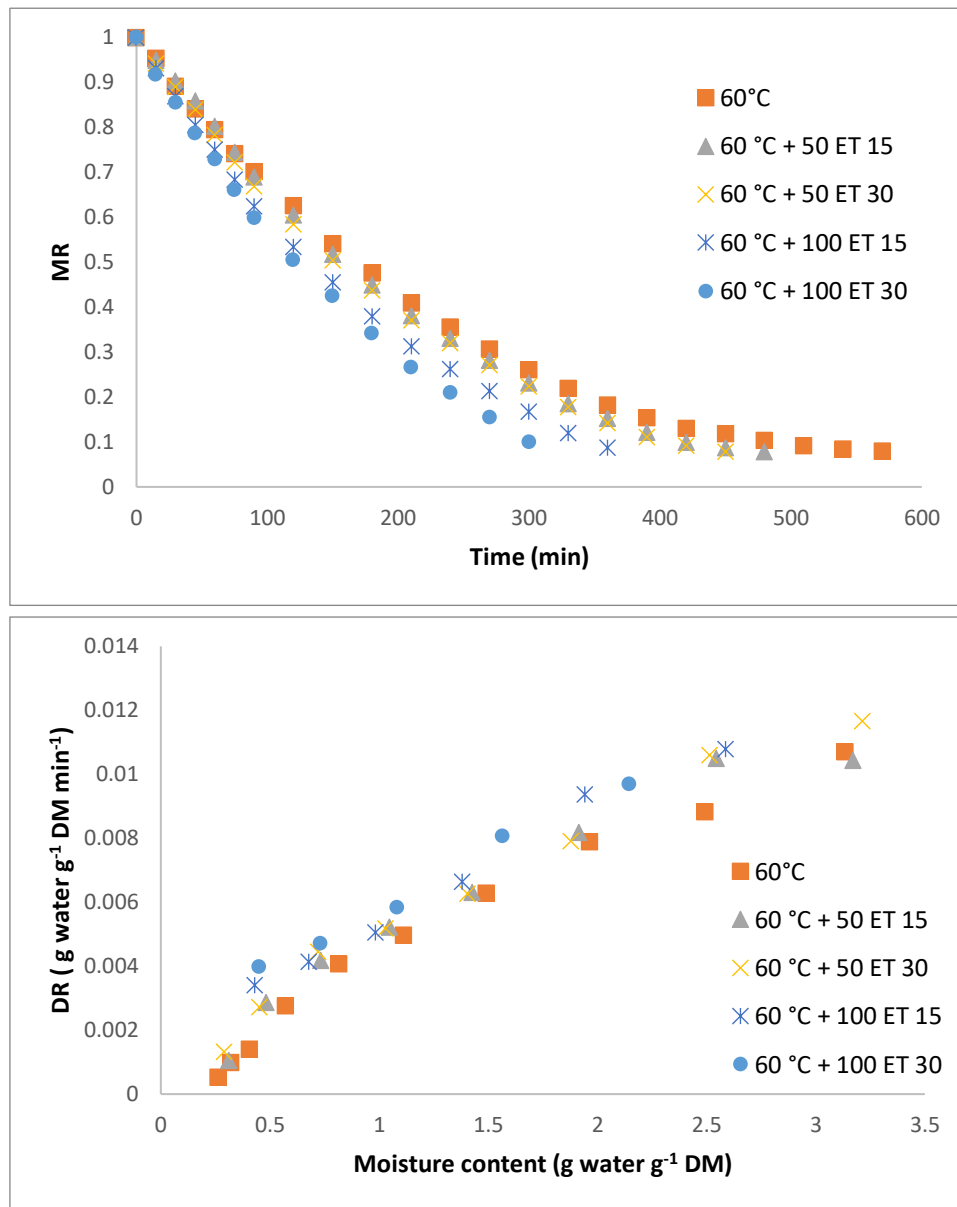 1
0.9
0.8
0.7
0.6
0.5
0.4
0.3
0.2
0.1
0
MR
0 100 200 300 400 500 600
Time (min)
60°C
60 °C + 50 ET 15
60 °C + 50 ET 30
60 °C + 100 ET 15
60 °C + 100 ET 30
0.014
0.012
0.01
0.008
0.006
0.004
0.002
0
DR ( g water g⁻¹ DM min⁻¹)
0 0.5 1 1.5 2 2.5 3 3.5
Moisture content (g water g⁻¹ DM)
60°C
60 °C + 50 ET 15
60 °C + 50 ET 30
60 °C + 100 ET 15
60 °C + 100 ET 30